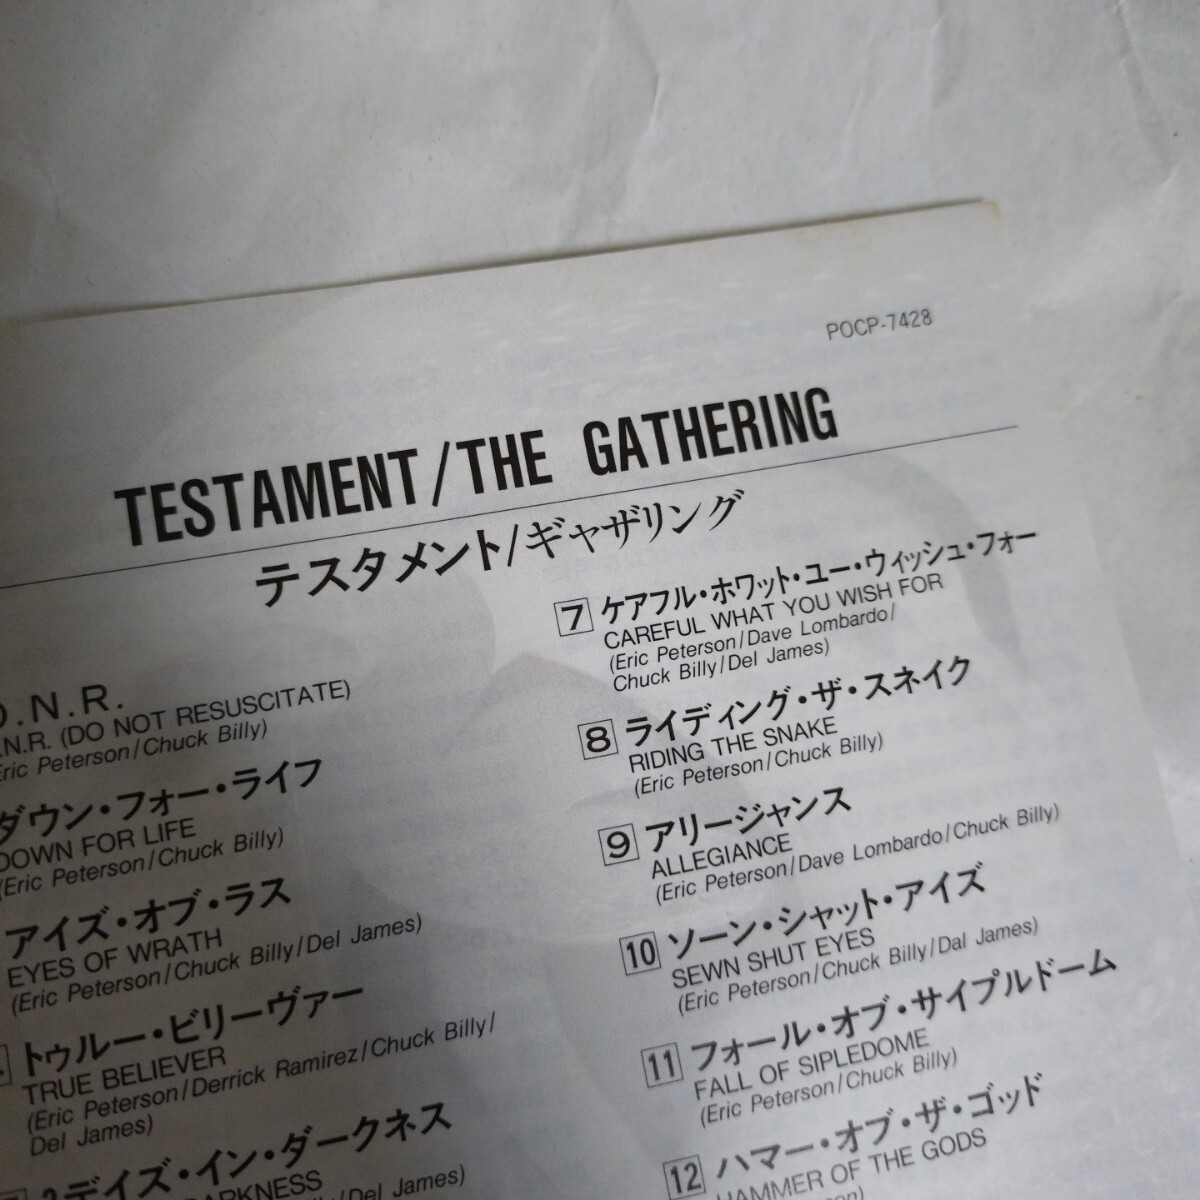 POCP-7428
TESTAMENT/THE GATHERING
テスタメント/ギャザリング
D.N.R.
.N.R. (DO NOT RESUSCITATE)
Eric Peterson/Chuck Billy)
ダウン・フォー・ライフ
DOWN FOR LIFE
(Eric Peterson/Chuck Billy)
アイズ・オブ・ラス
EYES OF WRATH
(Eric Peterson/Chuck Billy/Del James)
トゥルー・ビリーヴァー
TRUE BELIEVER
(Eric Peterson/Derrick Ramirez/Chuck Billy/
Del James)
3デイズ・イン・ダークネス
DARKNESS
Billy/Del James)
7 ケアフル・ホワット・ユー・ウィッシュ・フォー
CAREFUL WHAT YOU WISH FOR
(Eric Peterson/Dave Lombardo/
Chuck Billy/Del James)
8 ライディング・ザ・スネイク
RIDING THE SNAKE
(Eric Peterson/Chuck Billy)
9 アリージャンス
ALLEGIANCE
(Eric Peterson/Dave Lombardo/Chuck Billy)
10 ソーン・シャット・アイズ
SEWN SHUT EYES
(Eric Peterson/Chuck Billy/Dal James)
11 フォール・オブ・サイプルドーム
FALL OF SIPLEDOME
(Eric Peterson/Chuck Billy)
12 ハマー・オブ・ザ・ゴッド
HAMMER OF THE GODS